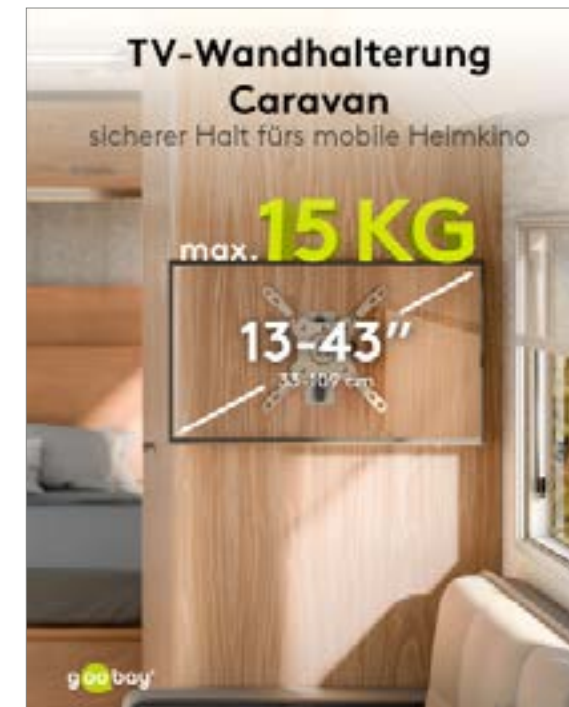 TV-Wandhalterung
Caravan
sicherer Halt fürs mobile Heimkino
max. 15 KG
13-43”
33-109 cm
goobay®